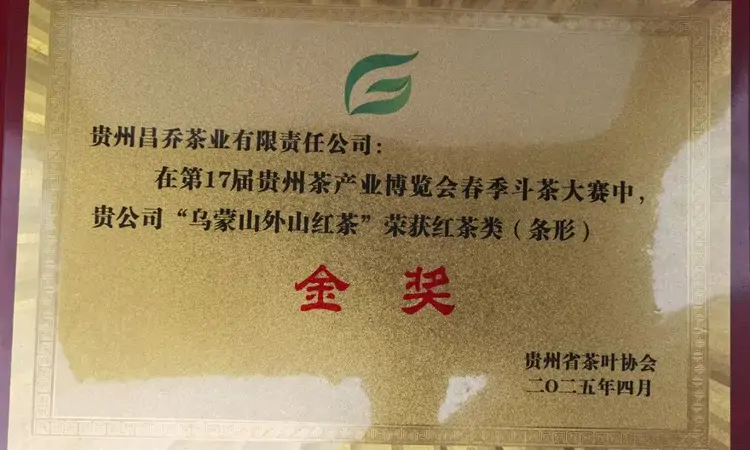 贵州昌乔茶业有限责任公司：
在第17届贵州茶产业博览会春季斗茶大赛中，
贵公司“乌蒙山外山红茶”荣获红茶类（条形）
金奖
贵州省茶叶协会
二〇二五年四月